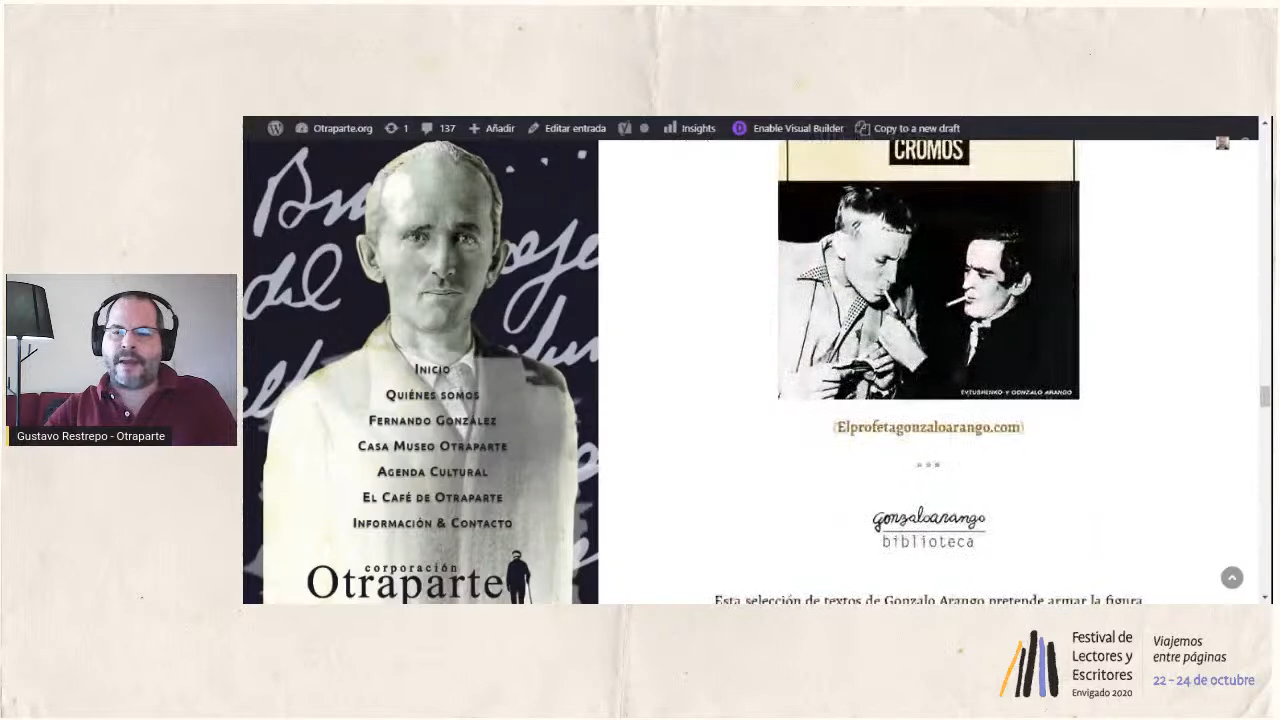 Otraparte.org 1 137 Añadir Editar entrada Insights Enable Visual Builder Copy to a new draft
CROMOS
INICIO
QUIÉNES SOMOS
FERNANDO GONZÁLEZ
CASA MUSEO OTRAPARTE
AGENDA CULTURAL
EL CAFÉ DE OTRAPARTE
INFORMACIÓN & CONTACTO
corporación
Otraparte
EVTUSHENKO Y GONZALO ARANGO
Elprofetagonzaloarango.com
»»»
gonzaloarango
biblioteca
Esta selección de textos de Gonzalo Arango pretende armar la figura
Gustavo Restrepo - Otraparte
Festival de
Lectores y
Escritores
Envigado 2020
Viajemos
entre páginas
22 - 24 de octubre